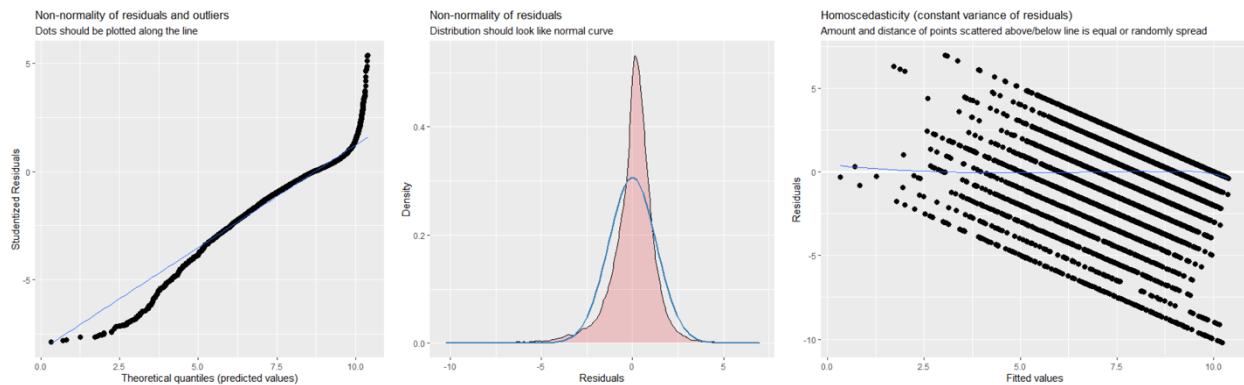 Non-normality of residuals and outliers
Dots should be plotted along the line
5
0
-5
Studentized Residuals
0.0
2.5
5.0
7.5
10.0
Theoretical quantiles (predicted values)
Non-normality of residuals
Distribution should look like normal curve
0.4
0.2
0.0
Density
-10
-5
0
5
Residuals
Homoscedasticity (constant variance of residuals)
Amount and distance of points scattered above/below line is equal or randomly spread
5
0
-5
-10
Residuals
0.0
2.5
5.0
7.5
10.0
Fitted values